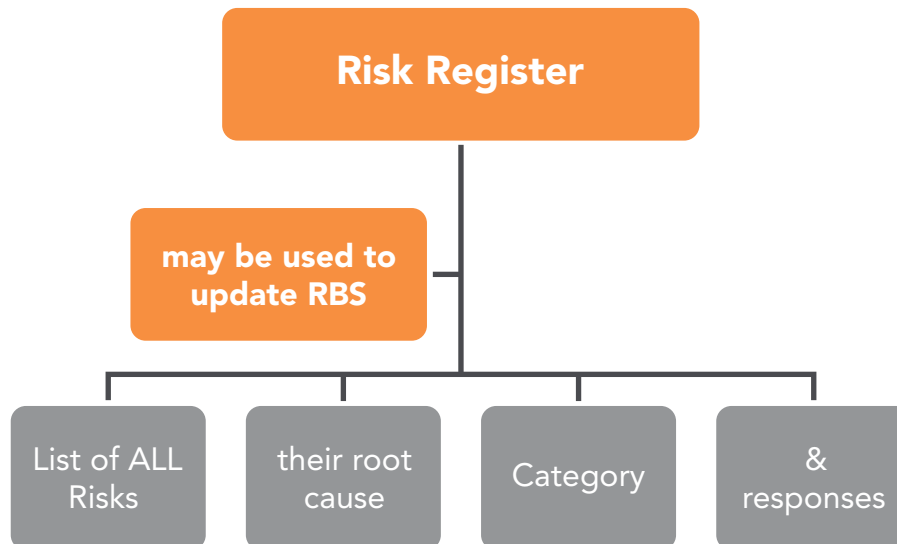 Risk Register
may be used to
update RBS
List of ALL
Risks
their root
cause
Category
&
responses